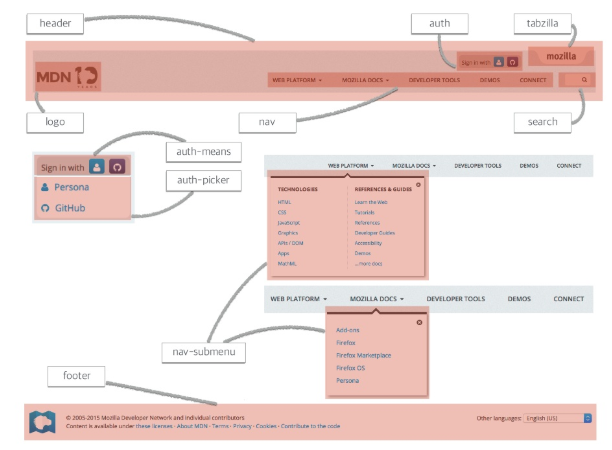 header
auth
tabzilla
mozilla
Sign in with
MDN 10
YEARS
WEB PLATFORM
MOZILLA DOCS
DEVELOPER TOOLS
DEMOS
CONNECT
logo
nav
search
auth-means
Sign in with
auth-picker
Persona
GitHub
WEB PLATFORM
MOZILLA DOCS
DEVELOPER TOOLS
DEMOS
CONNECT
TECHNOLOGIES
HTML
CSS
JavaScript
Graphics
APIs / DOM
Apps
MathML
REFERENCES & GUIDES
Learn the Web
Tutorials
References
Developer Guides
Accessibility
Demos
...more docs
WEB PLATFORM
MOZILLA DOCS
DEVELOPER TOOLS
DEMOS
CONNECT
Add-ons
Firefox
Firefox Marketplace
Firefox OS
Persona
nav-submenu
footer
© 2005-2015 Mozilla Developer Network and individual contributors
Content is available under these licenses · About MDN · Terms · Privacy · Cookies · Contribute to the code
Other languages: English (US)